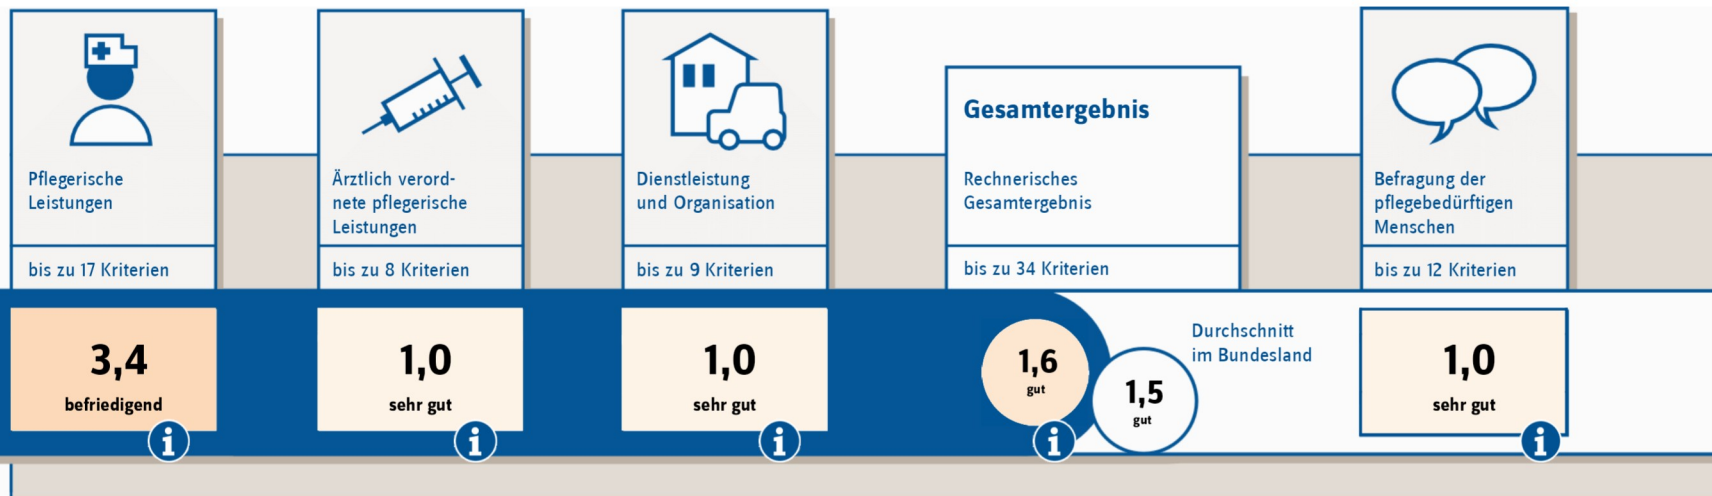 Pflegerische
Leistungen
bis zu 17 Kriterien
3,4
befriedigend
i
Ärztlich verord-
nete pflegerische
Leistungen
bis zu 8 Kriterien
1,0
sehr gut
i
Dienstleistung
und Organisation
bis zu 9 Kriterien
1,0
sehr gut
i
Gesamtergebnis
Rechnerisches
Gesamtergebnis
bis zu 34 Kriterien
1,6
gut
i
1,5
gut
Durchschnitt
im Bundesland
Befragung der
pflegebedürftigen
Menschen
bis zu 12 Kriterien
1,0
sehr gut
i